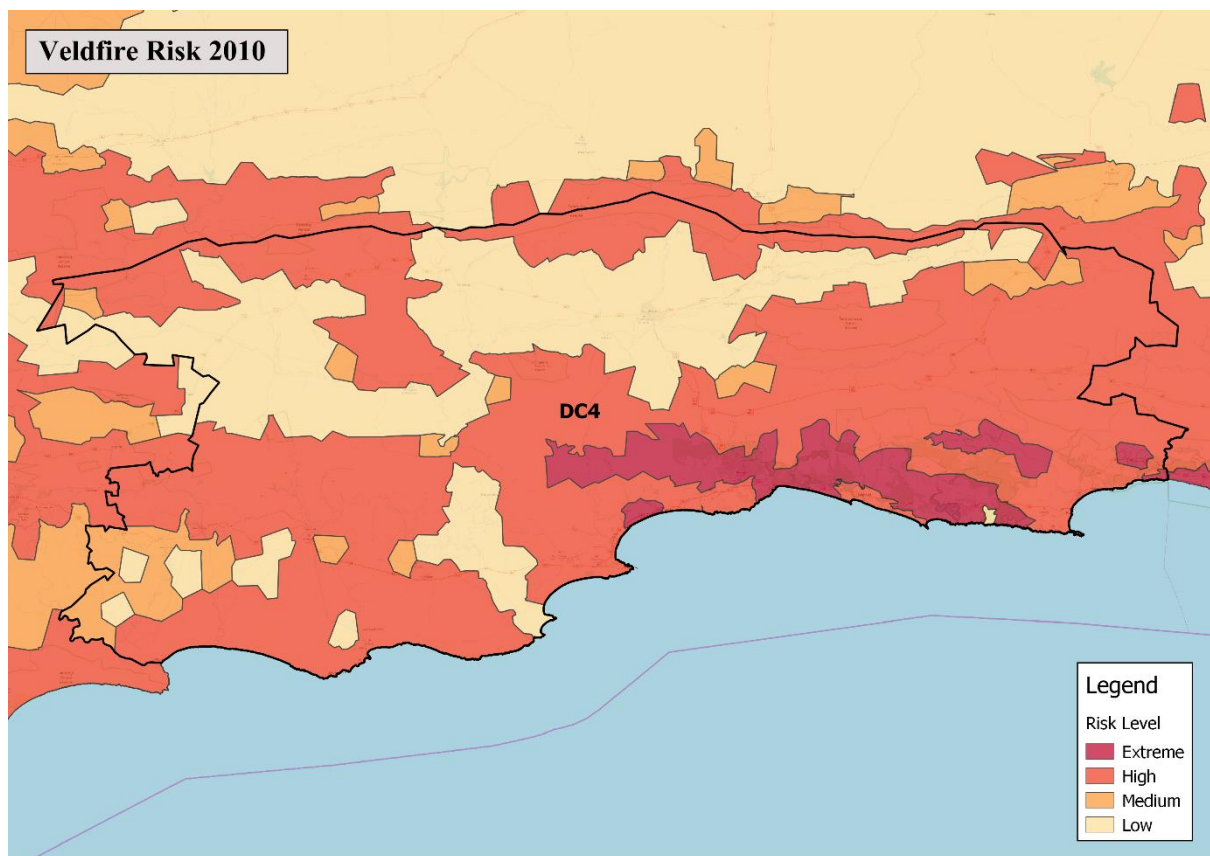 Veldfire Risk 2010
DC4
Legend
Risk Level
Extreme
High
Medium
Low